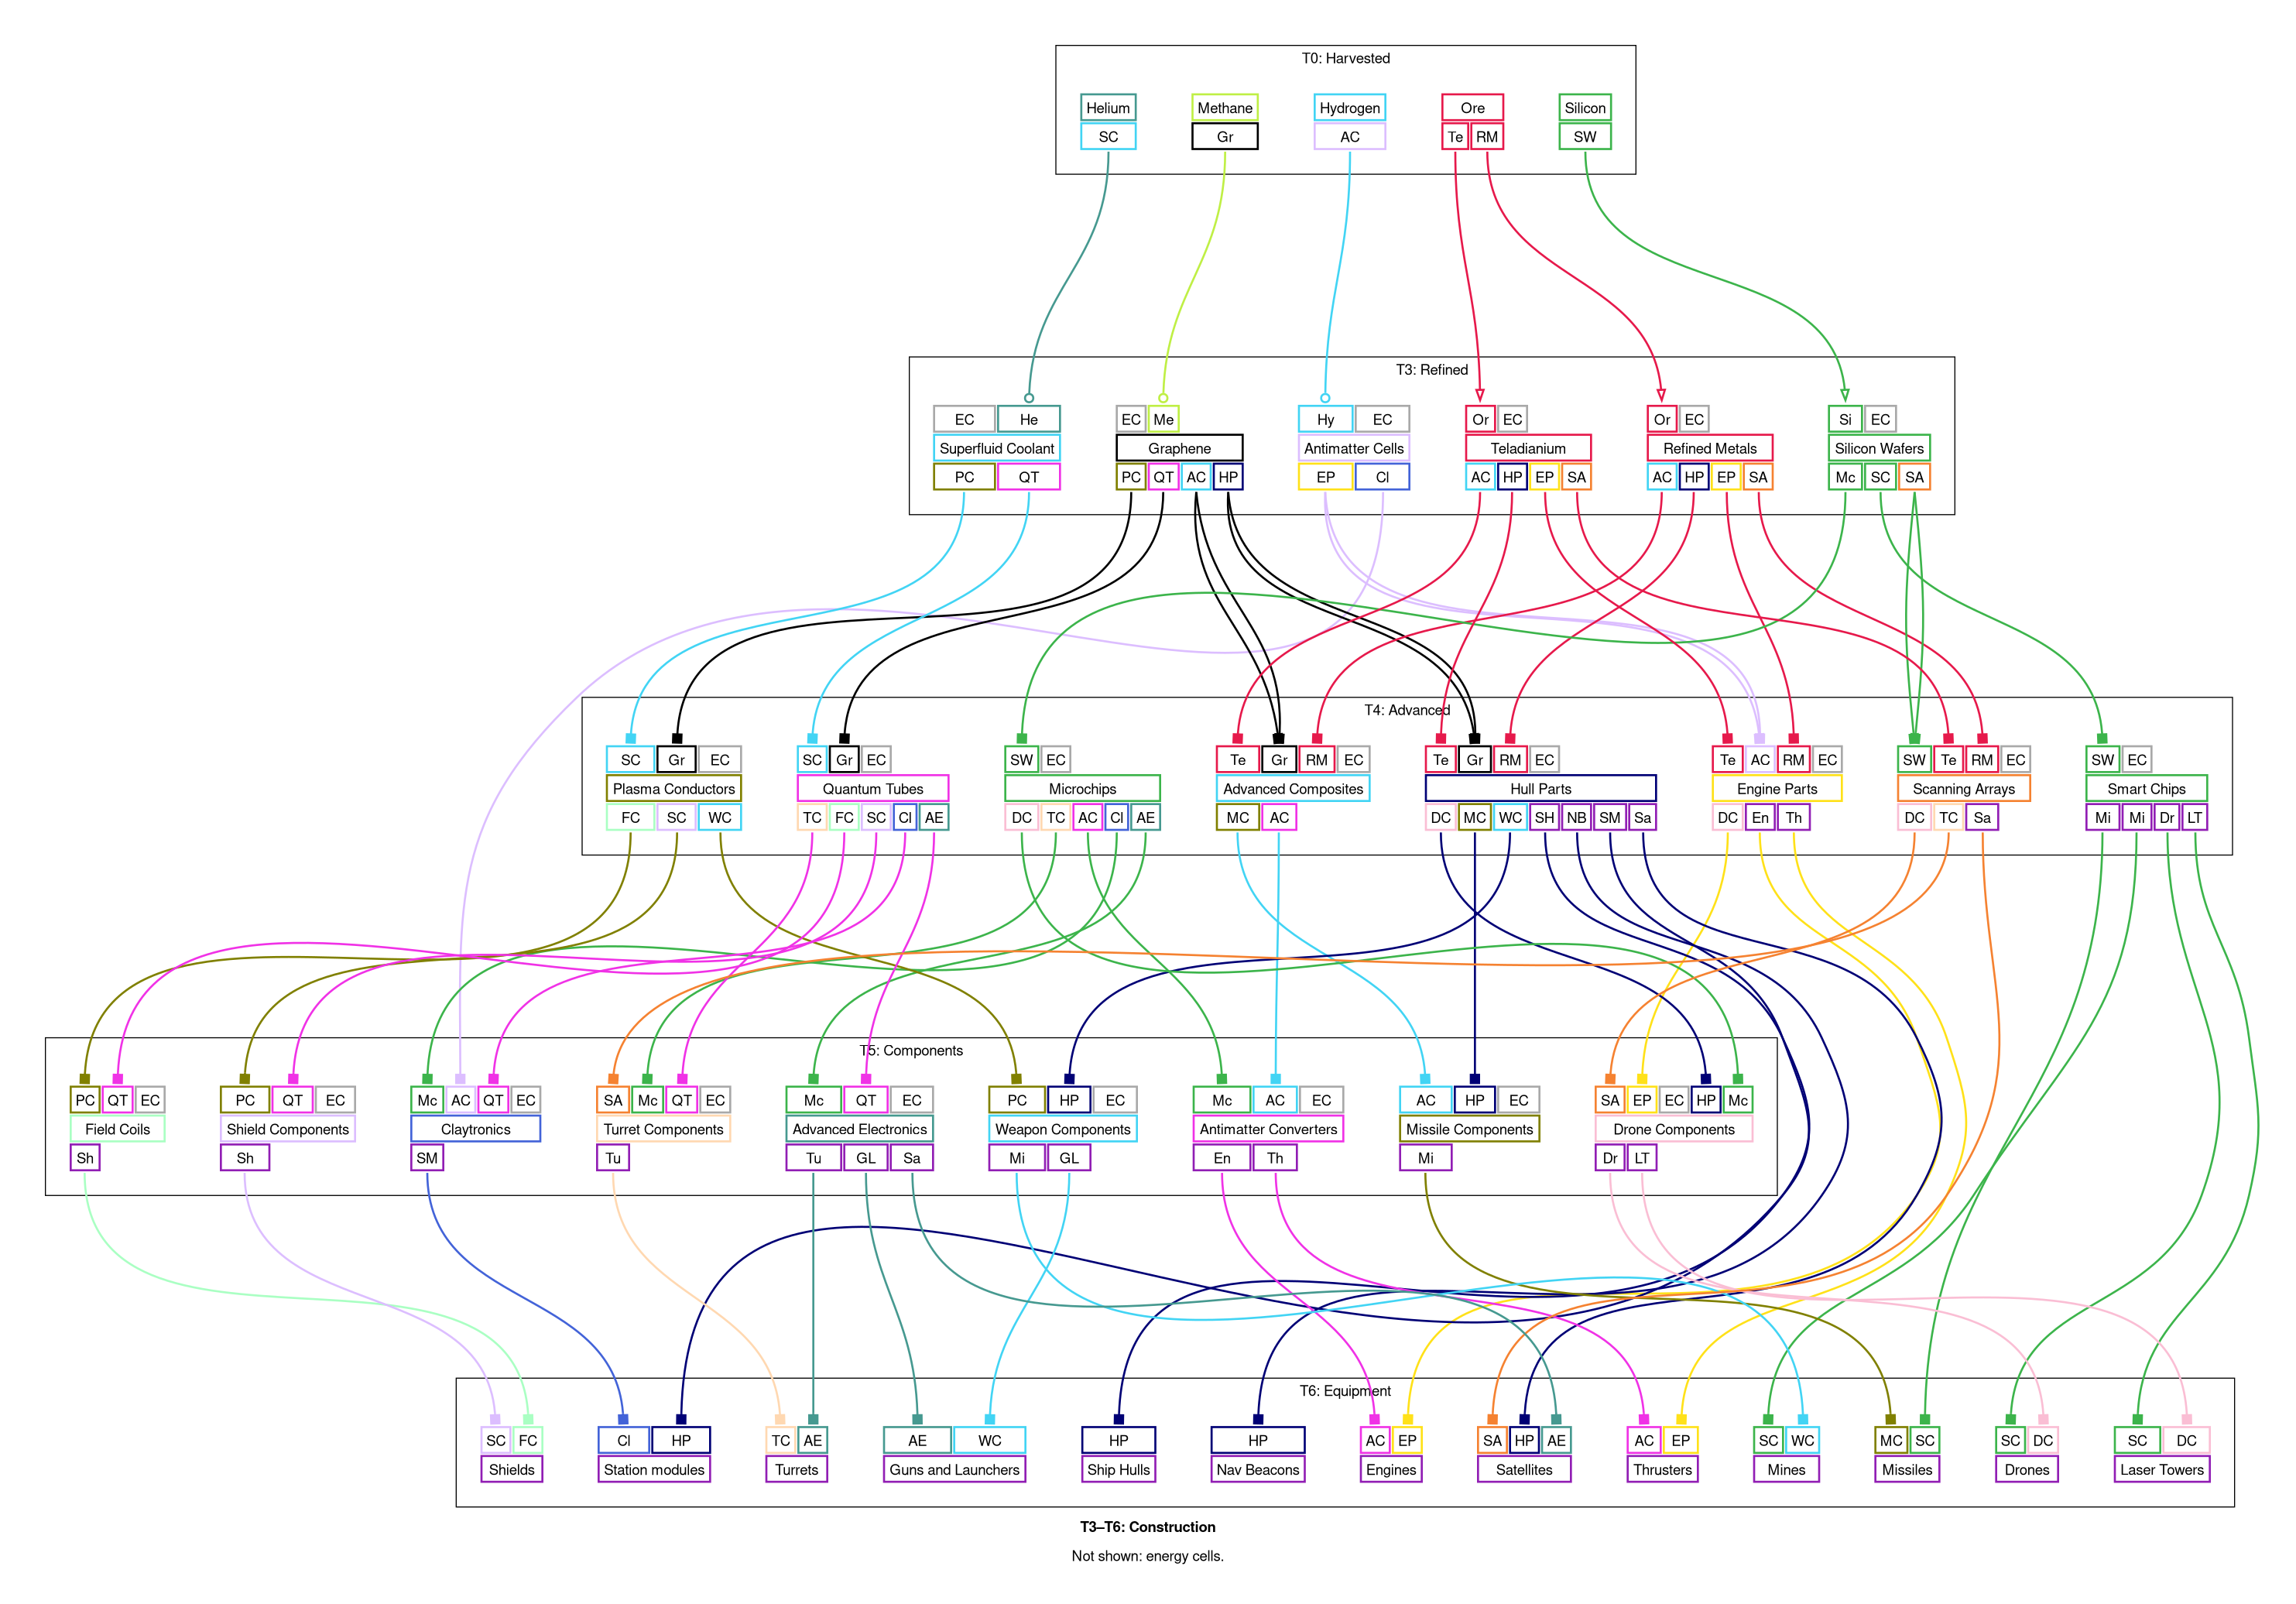 T0: Harvested
Helium Methane Hydrogen Ore Silicon
SC Gr AC Te RM SW
T3: Refined
EC He EC Me Hy EC Or EC Or EC Si EC
Superfluid Coolant Graphene Antimatter Cells Teladianium Refined Metals Silicon Wafers
PC QT PC QT AC HP EP Cl AC HP EP SA AC HP EP SA Mc SC SA
T4: Advanced
SC Gr EC SC Gr EC SW EC Te Gr RM EC Te Gr RM EC Te AC RM EC SW Te RM EC SW EC
Plasma Conductors Quantum Tubes Microchips Advanced Composites Hull Parts Engine Parts Scanning Arrays Smart Chips
FC SC WC TC FC SC Cl AE DC TC AC Cl AE MC AC DC MC WC SH NB SM Sa DC En Th DC TC Sa Mi Mi Dr LT
T5: Components
PC QT EC PC QT EC Mc AC QT EC SA Mc QT EC Mc QT EC PC HP EC Mc AC EC AC HP EC SA EP EC HP Mc
Field Coils Shield Components Claytronics Turret Components Advanced Electronics Weapon Components Antimatter Converters Missile Components Drone Components
Sh Sh SM Tu Tu GL Sa Mi GL En Th Mi Dr LT
T6: Equipment
SC FC Cl HP TC AE AE WC HP HP AC EP SA HP AE AC EP SC WC MC SC SC DC SC DC
Shields Station modules Turrets Guns and Launchers Ship Hulls Nav Beacons Engines Satellites Thrusters Mines Missiles Drones Laser Towers
T3–T6: Construction
Not shown: energy cells.